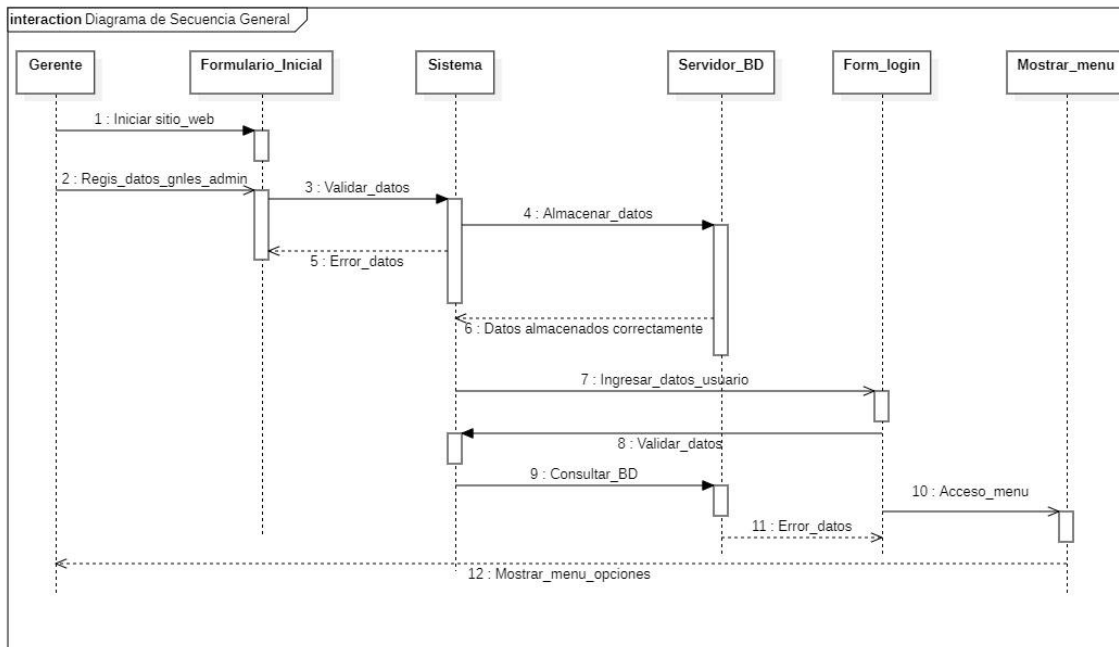 interaction Diagrama de Secuencia General
Gerente
Formulario_Inicial
Sistema
Servidor_BD
Form_login
Mostrar_menu
1 : Iniciar sitio_web
2 : Regis_datos_gnles_admin
3 : Validar_datos
4 : Almacenar_datos
5 : Error_datos
6 : Datos almacenados correctamente
7 : Ingresar_datos_usuario
8 : Validar_datos
9 : Consultar_BD
10 : Acceso_menu
11 : Error_datos
12 : Mostrar_menu_opciones